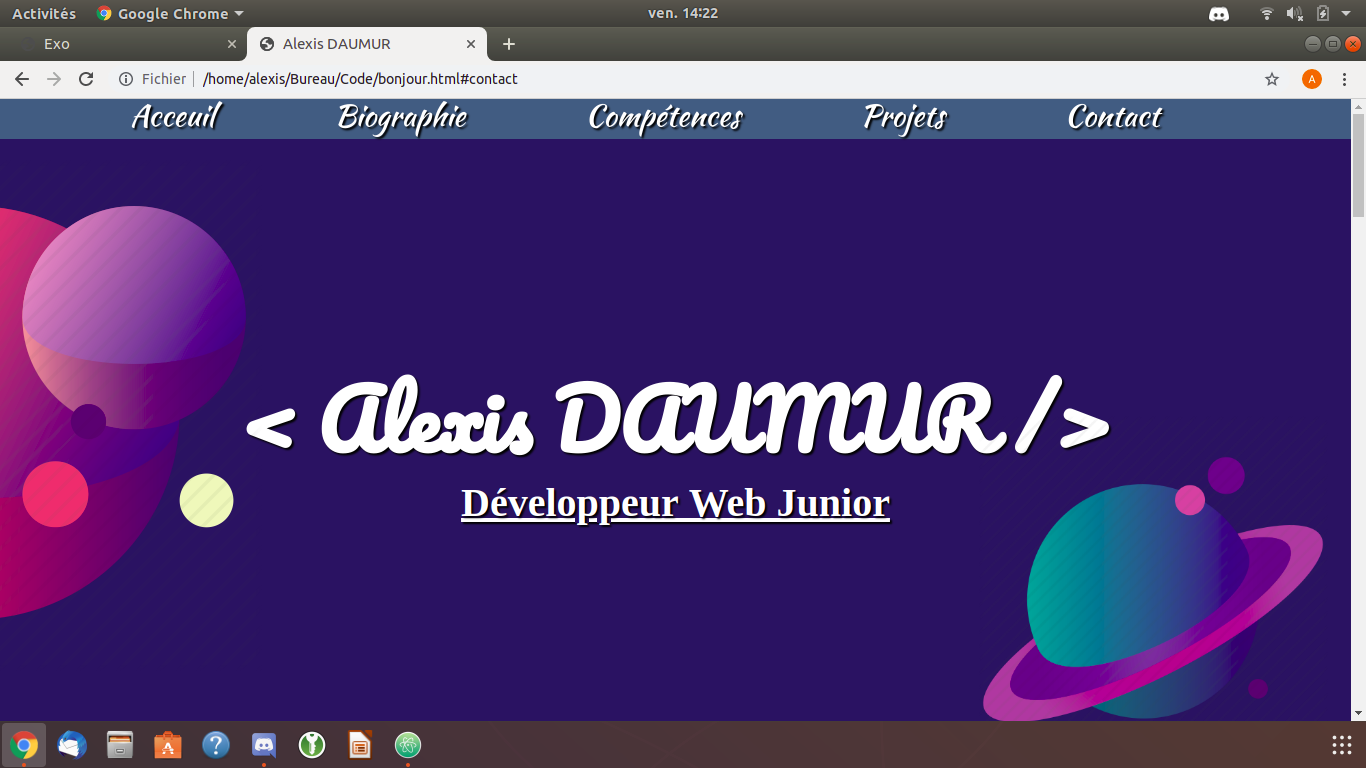 Activités Google Chrome ven. 14:22
Exo Alexis DAUMUR
Fichier /home/alexis/Bureau/Code/bonjour.html#contact A
Acceuil Biographie Compétences Projets Contact
< Alexis DAUMUR />
Développeur Web Junior